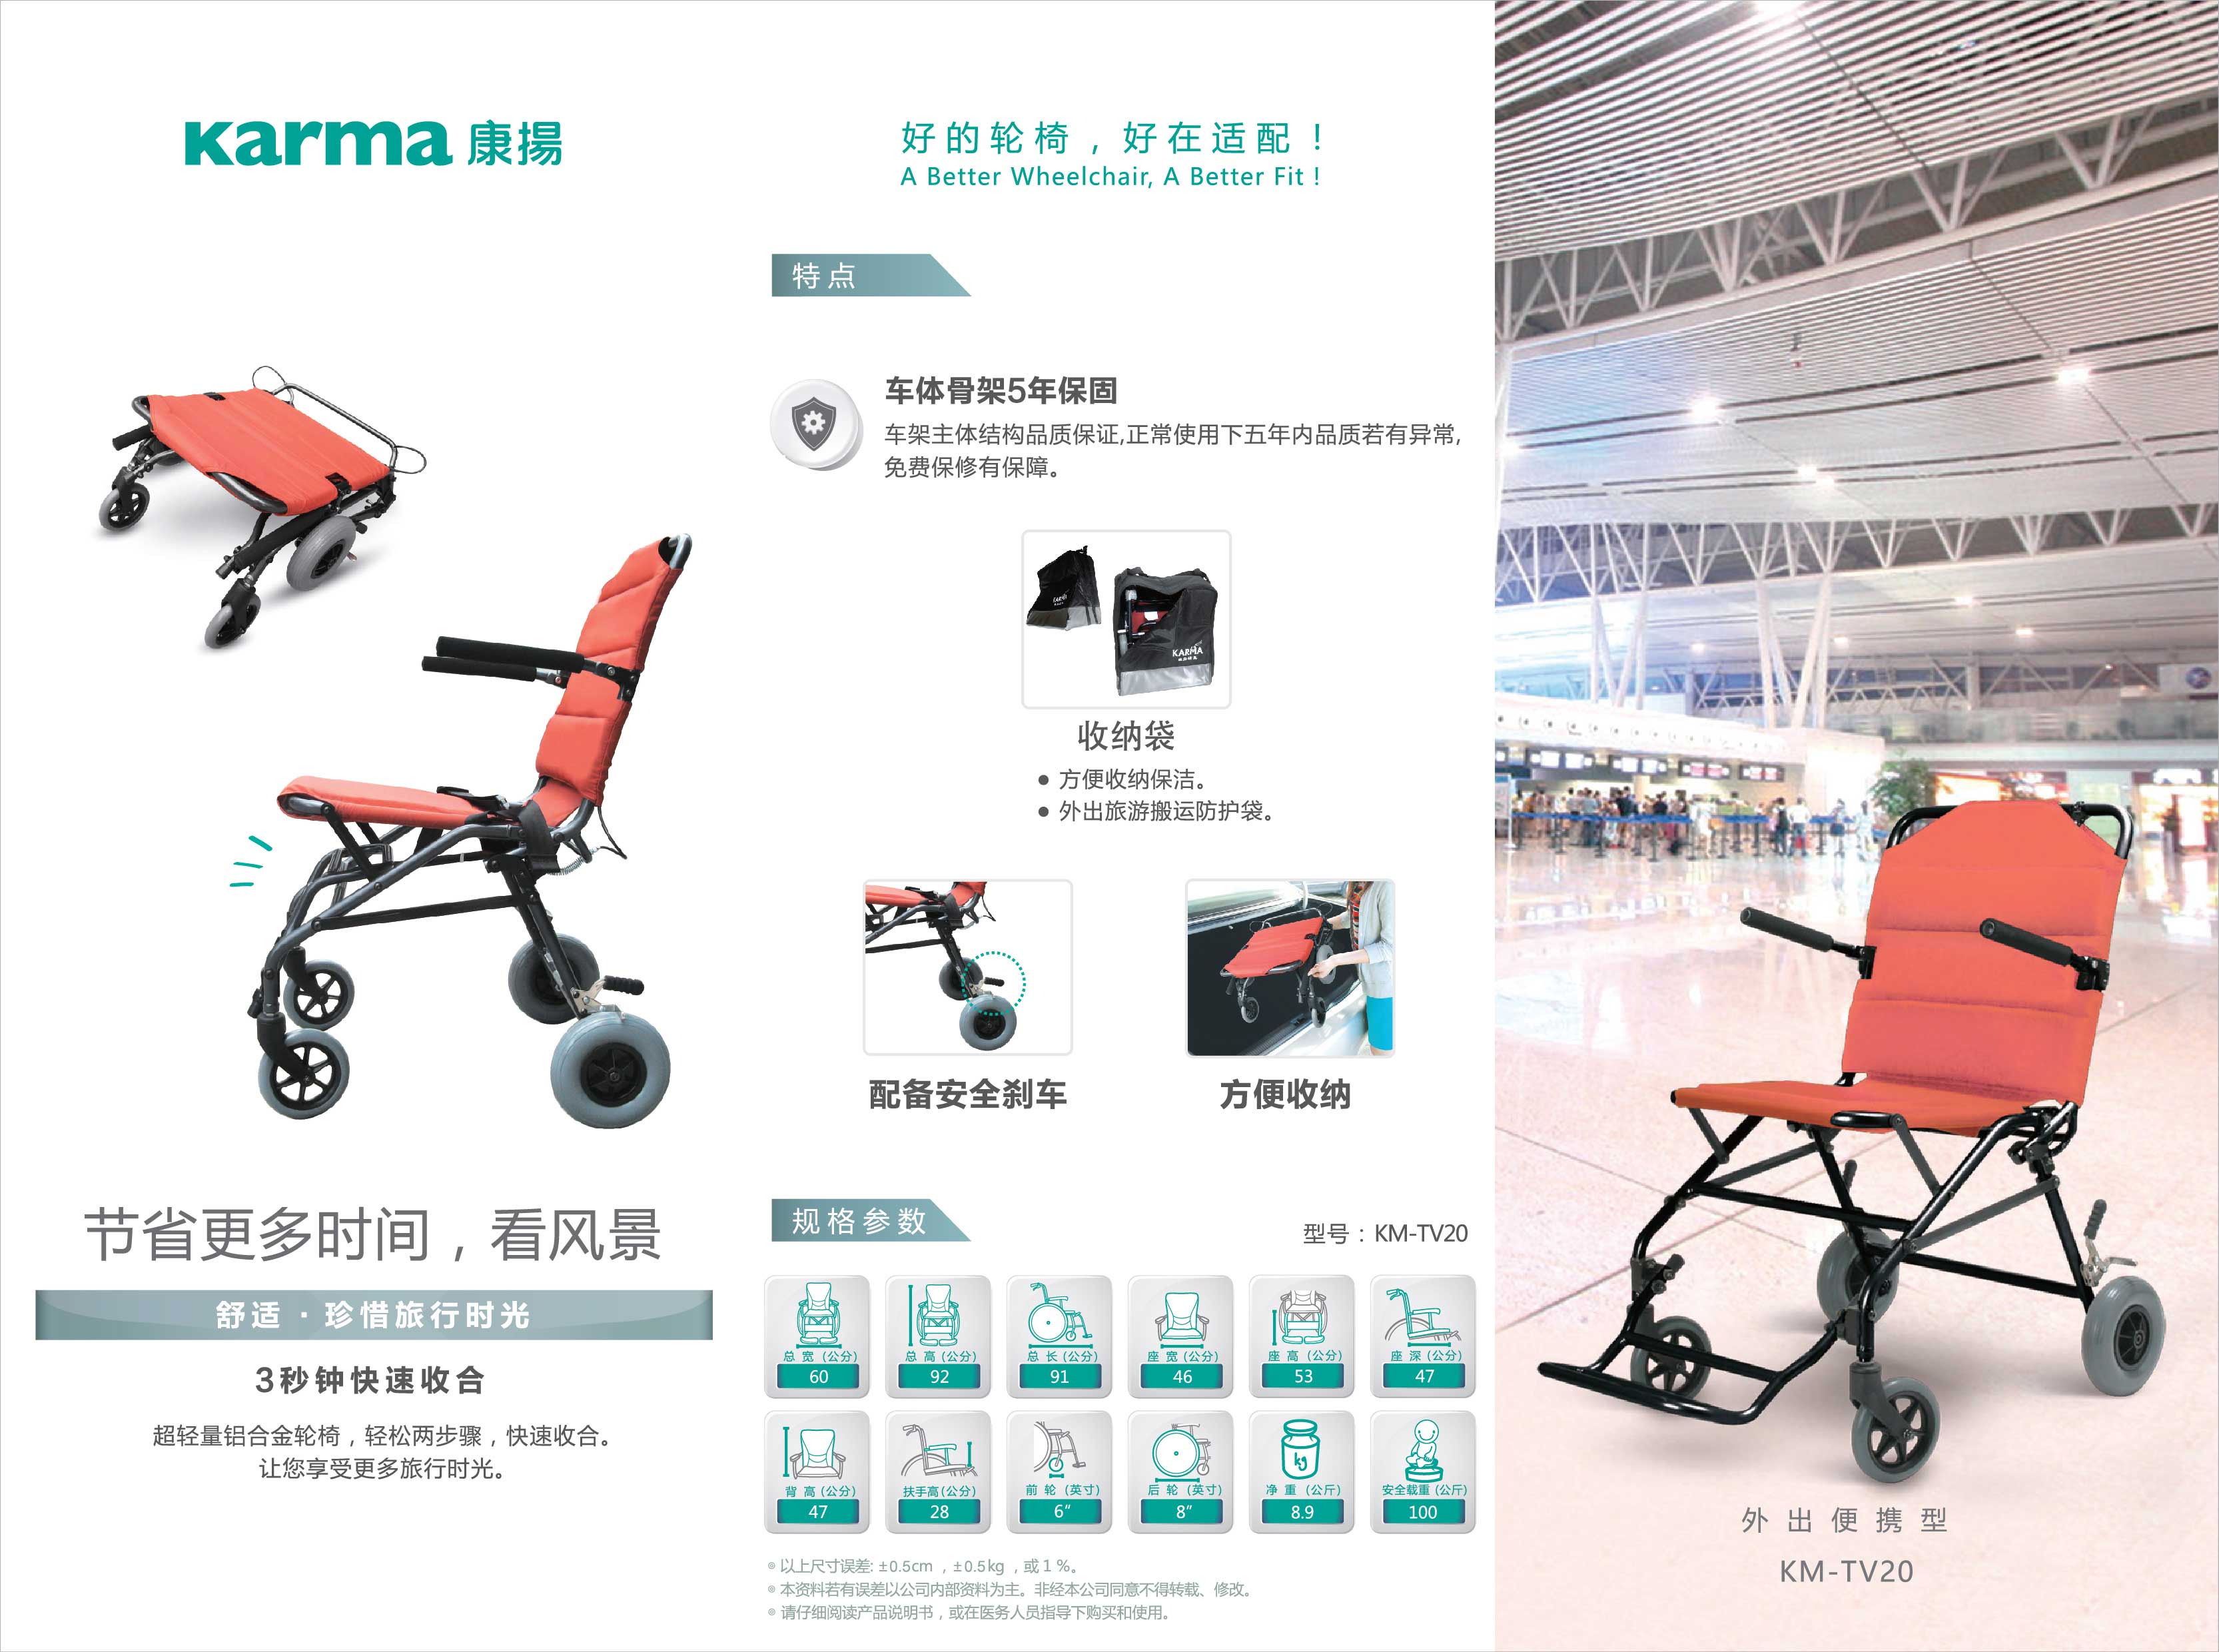 Karma 康揚
节省更多时间，看风景
舒适 · 珍惜旅行时光
3秒钟快速收合
超轻量铝合金轮椅，轻松两步骤，快速收合。
让您享受更多旅行时光。
好的轮椅，好在适配！
A Better Wheelchair, A Better Fit !
特点
车体骨架5年保固
车架主体结构品质保证,正常使用下五年内品质若有异常,
免费保修有保障。
KARMA
KARMA
收纳袋
● 方便收纳保洁。
● 外出旅游搬运防护袋。
配备安全刹车
方便收纳
规格参数
型号：KM-TV20
总 宽 (公分)
60
总 高 (公分)
92
总 长 (公分)
91
座 宽 (公分)
46
座 高 (公分)
53
座 深 (公分)
47
背 高 (公分)
47
扶手高(公分)
28
前 轮 (英寸)
6"
后 轮 (英寸)
8"
kg
净 重 (公斤)
8.9
安全载重(公斤)
100
◎ 以上尺寸误差: ±0.5cm ，±0.5kg ，或 1 %。
◎ 本资料若有误差以公司内部资料为主。非经本公司同意不得转载、修改。
◎ 请仔细阅读产品说明书，或在医务人员指导下购买和使用。
外出便携型
KM-TV20